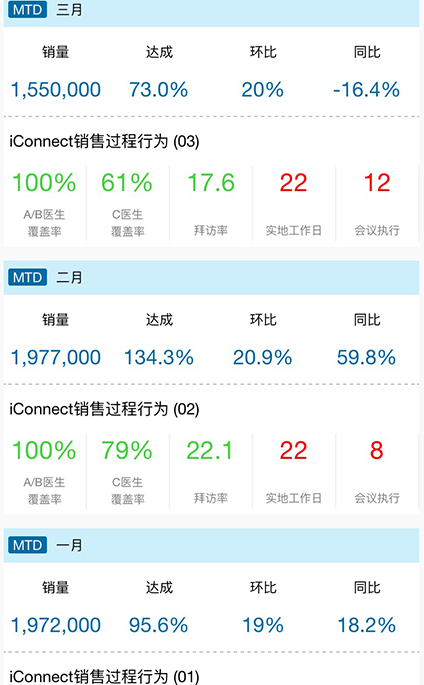 MTD 三月
销量 达成 环比 同比
1,550,000 73.0% 20% -16.4%
iConnect销售过程行为 (03)
100% 61% 17.6 22 12
A/B医生 C医生
覆盖率 覆盖率 拜访率 实地工作日 会议执行
MTD 二月
销量 达成 环比 同比
1,977,000 134.3% 20.9% 59.8%
iConnect销售过程行为 (02)
100% 79% 22.1 22 8
A/B医生 C医生
覆盖率 覆盖率 拜访率 实地工作日 会议执行
MTD 一月
销量 达成 环比 同比
1,972,000 95.6% 19% 18.2%
iConnect销售过程行为 (01)